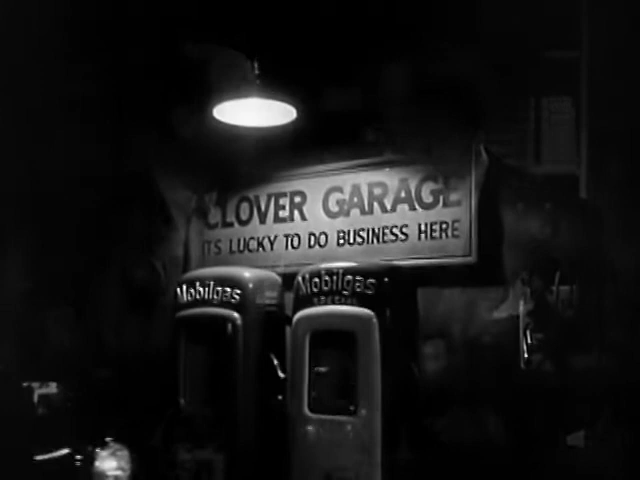 CLOVER GARAGE
IT'S LUCKY TO DO BUSINESS HERE
Mobilgas
Mobilgas
SPECIAL